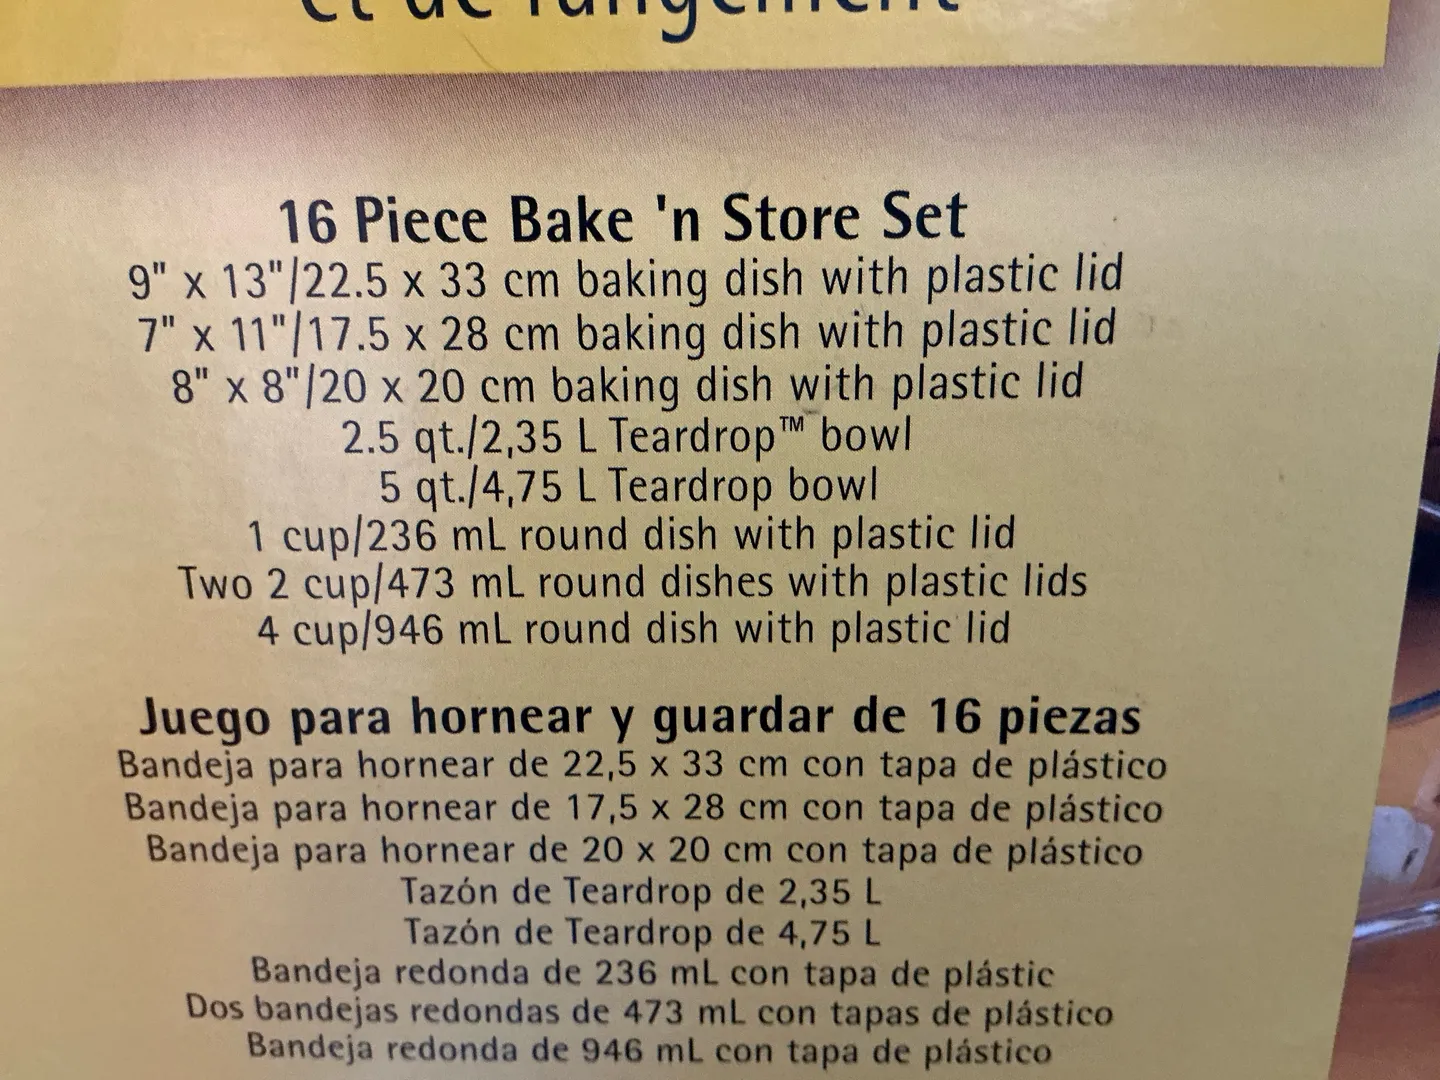 et de rangement
16 Piece Bake 'n Store Set
9" x 13"/22.5 x 33 cm baking dish with plastic lid
7" x 11"/17.5 x 28 cm baking dish with plastic lid
8" x 8"/20 x 20 cm baking dish with plastic lid
2.5 qt./2,35 L Teardrop™ bowl
5 qt./4,75 L Teardrop bowl
1 cup/236 mL round dish with plastic lid
Two 2 cup/473 mL round dishes with plastic lids
4 cup/946 mL round dish with plastic lid
Juego para hornear y guardar de 16 piezas
Bandeja para hornear de 22,5 x 33 cm con tapa de plástico
Bandeja para hornear de 17,5 x 28 cm con tapa de plástico
Bandeja para hornear de 20 x 20 cm con tapa de plástico
Tazón de Teardrop de 2,35 L
Tazón de Teardrop de 4,75 L
Bandeja redonda de 236 mL con tapa de plástic
Dos bandejas redondas de 473 mL con tapas de plástico
Bandeja redonda de 946 mL con tapa de plástico